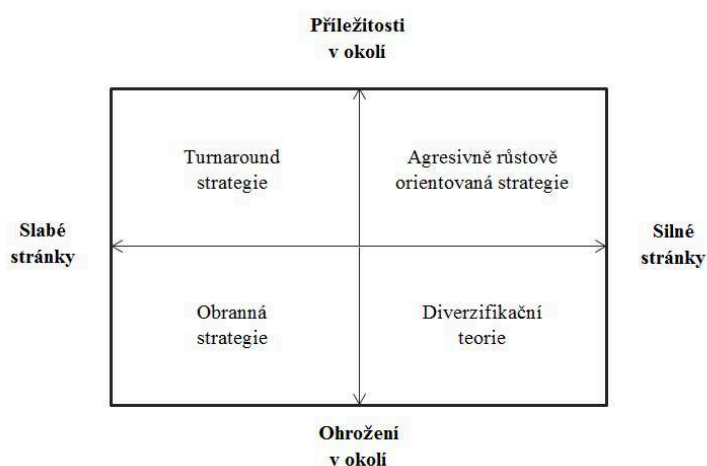 Příležitosti
v okolí
Turnaround
strategie
Agresivně růstově
orientovaná strategie
Slabé
stránky
Silné
stránky
Obranná
strategie
Diverzifikační
teorie
Ohrožení
v okolí